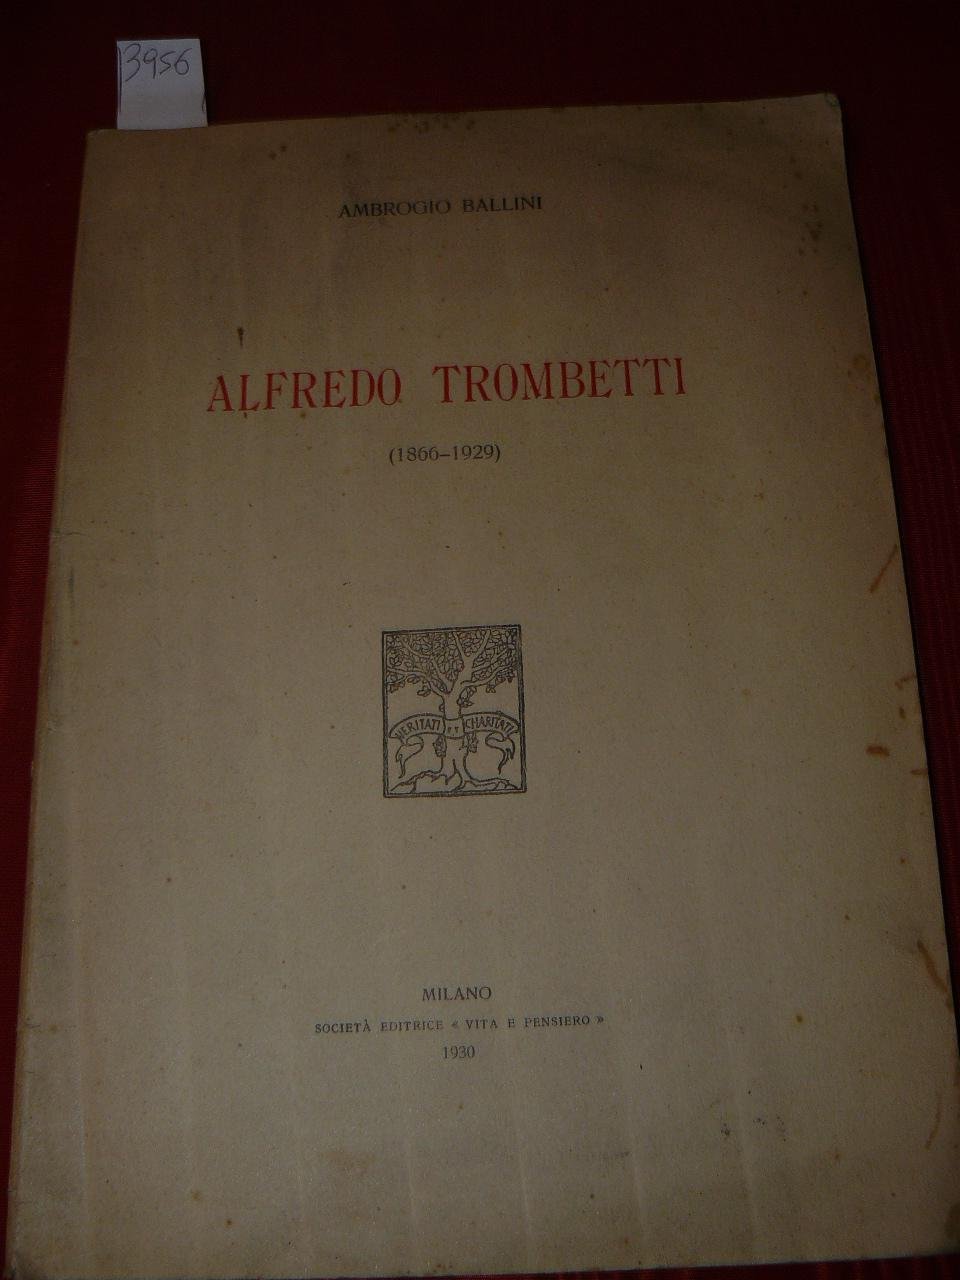 3956
AMBROGIO BALLINI
ALFREDO TROMBETTI
(1866–1929)
VERITATI ET CHARITATI
MILANO
SOCIETÀ EDITRICE « VITA E PENSIERO »
1930